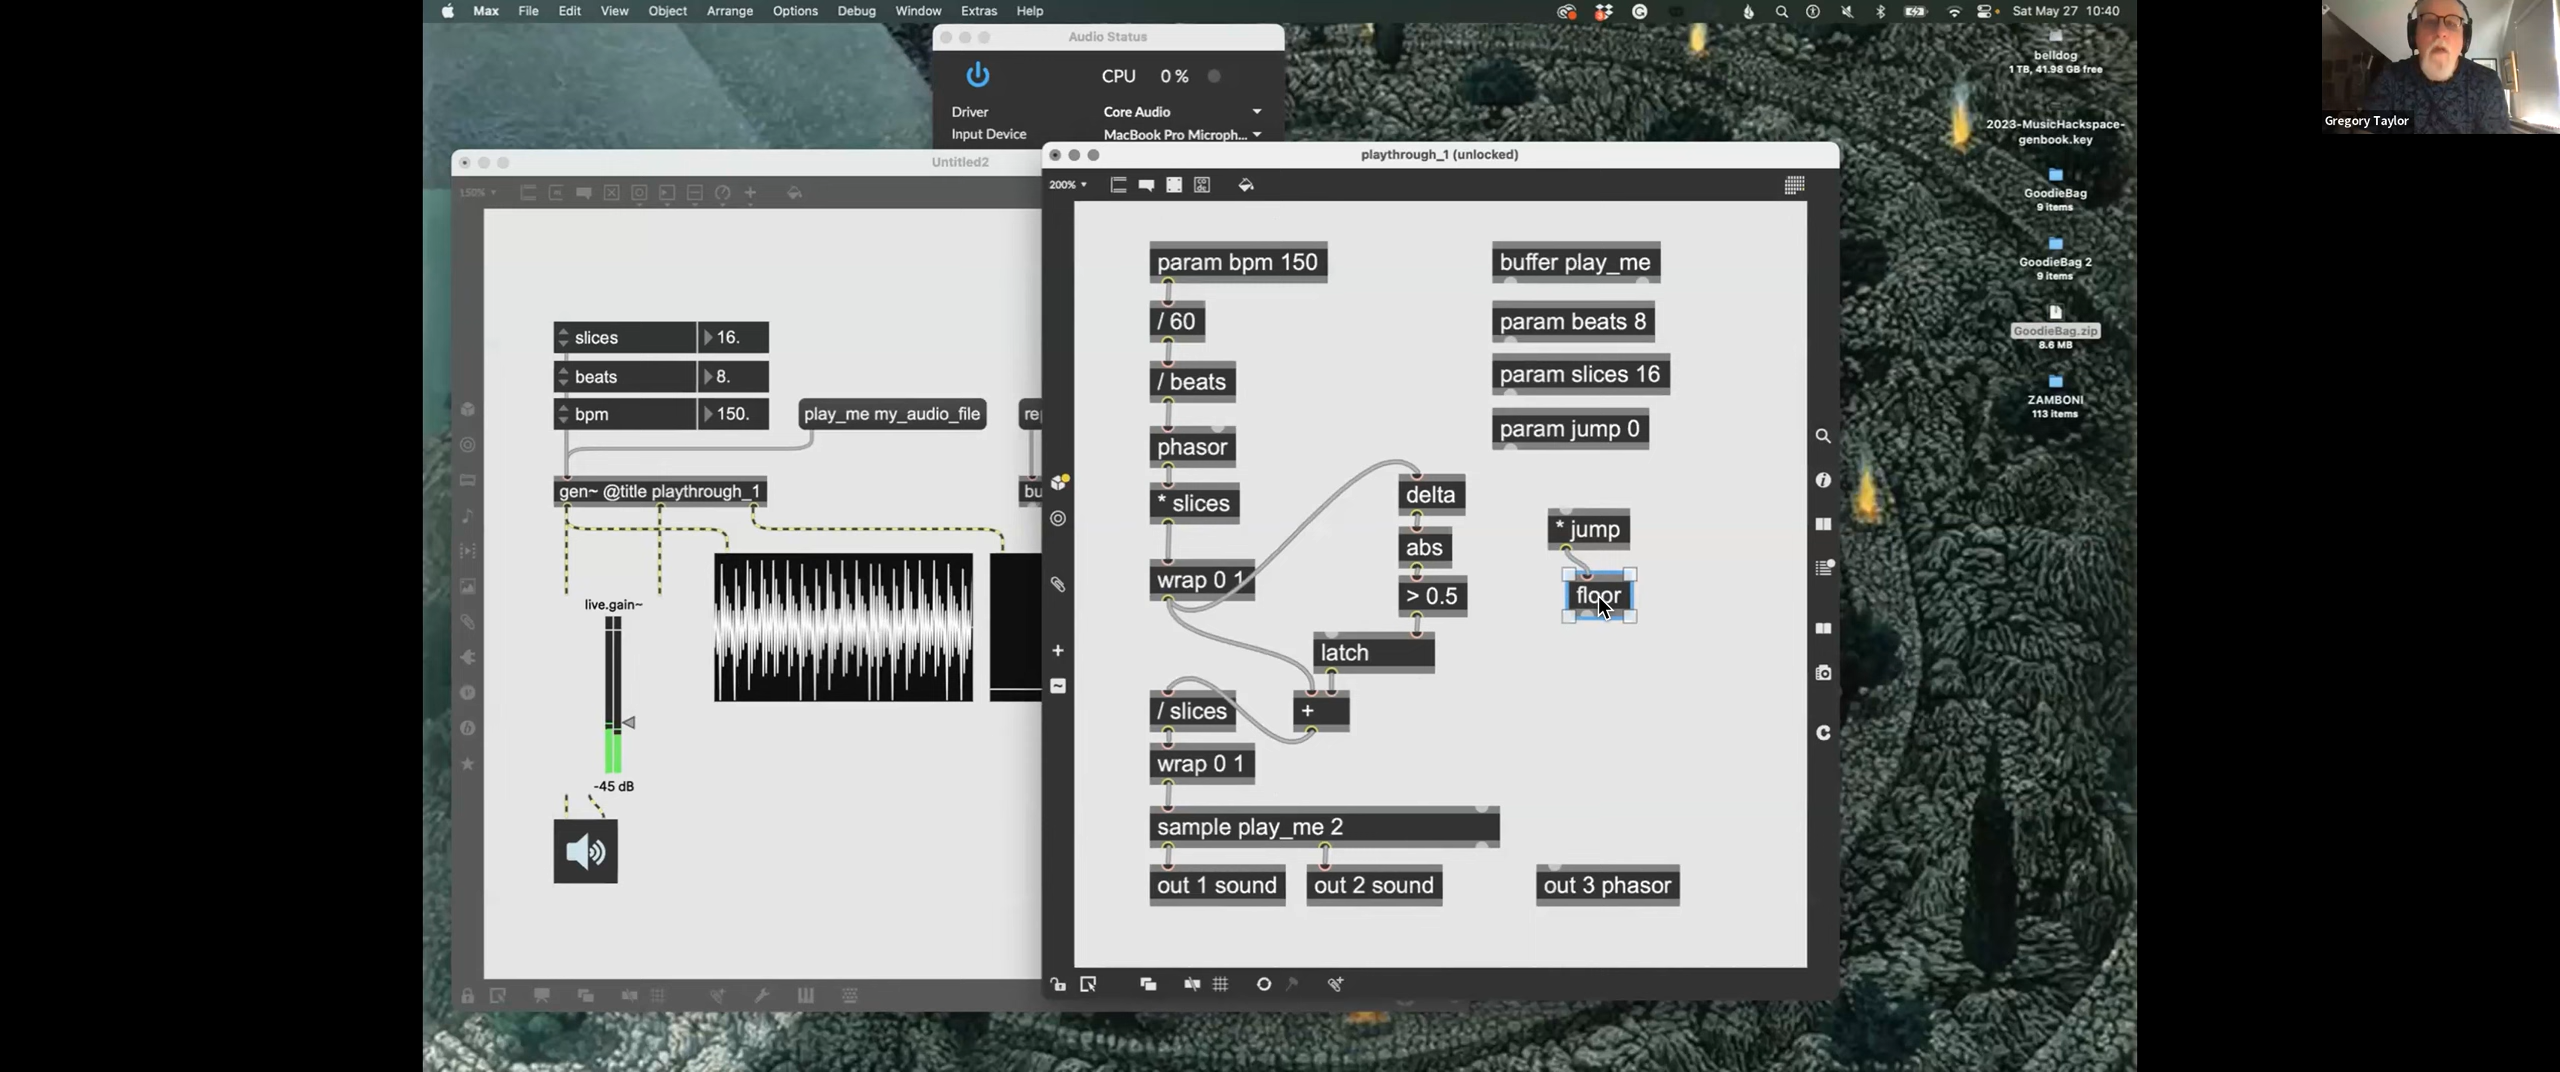 Max File Edit View Object Arrange Options Debug Window Extras Help
Sat May 27 10:40
Audio Status
CPU 0 %
Driver Core Audio
Input Device MacBook Pro Microph...
Untitled2
150%
slices 16.
beats 8.
bpm 150.
play_me my_audio_file
rep
gen~ @title playthrough_1
bu
live.gain~
-45 dB
playthrough_1 (unlocked)
200%
param bpm 150
/ 60
/ beats
phasor
* slices
wrap 0 1
/ slices
wrap 0 1
sample play_me 2
out 1 sound
out 2 sound
out 3 phasor
delta
abs
> 0.5
latch
+
buffer play_me
param beats 8
param slices 16
param jump 0
* jump
floor
belldog
1 TB, 41.98 GB free
2023-MusicHackspace-
genbook.key
GoodieBag
9 items
GoodieBag 2
9 items
GoodieBag.zip
8.6 MB
ZAMBONI
113 items
Gregory Taylor